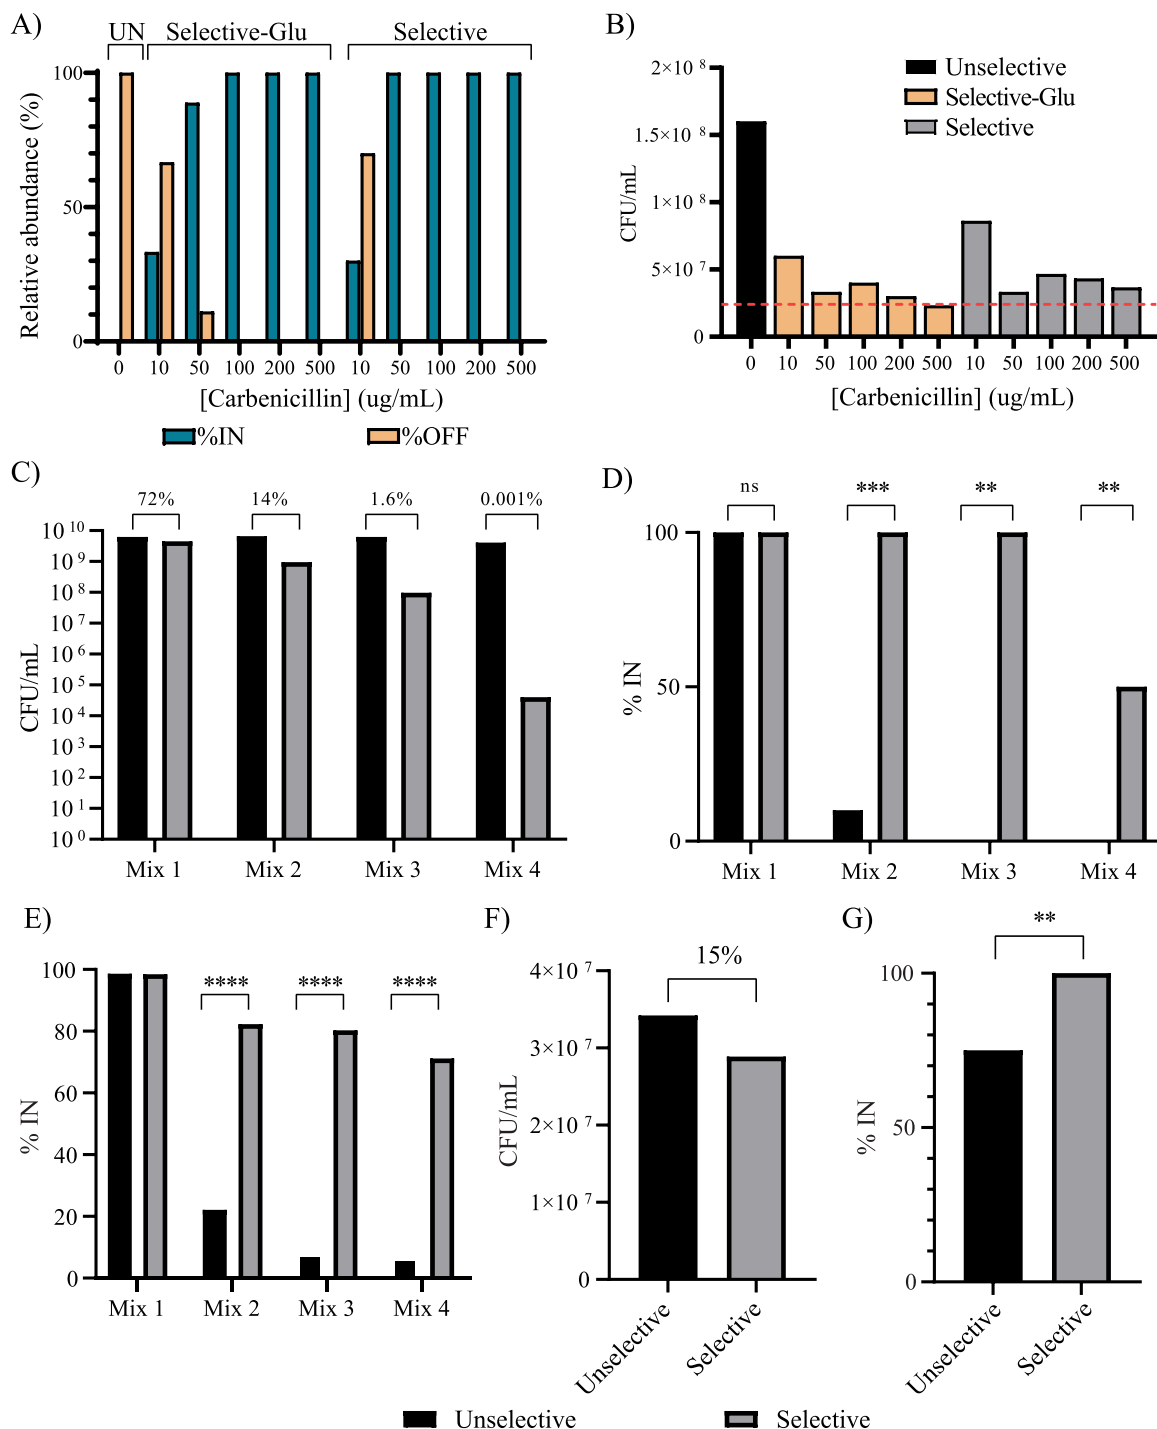 A)
UN Selective-Glu Selective
Relative abundance (%)
100
50
0
0 10 50 100 200 500 10 50 100 200 500
[Carbenicillin] (ug/mL)
%IN %OFF
B)
Unselective
Selective-Glu
Selective
CFU/mL
2×10 8
1.5×10 8
1×10 8
5×10 7
0
0 10 50 100 200 500 10 50 100 200 500
[Carbenicillin] (ug/mL)
C)
72% 14% 1.6% 0.001%
CFU/mL
10 10
10 9
10 8
10 7
10 6
10 5
10 4
10 3
10 2
10 1
10 0
Mix 1 Mix 2 Mix 3 Mix 4
D)
ns *** ** **
% IN
100
50
0
Mix 1 Mix 2 Mix 3 Mix 4
E)
**** **** ****
% IN
100
80
60
40
20
0
Mix 1 Mix 2 Mix 3 Mix 4
F)
15%
CFU/mL
4×10 7
3×10 7
2×10 7
1×10 7
0
Unselective Selective
G)
**
% IN
100
50
0
Unselective Selective
Unselective Selective